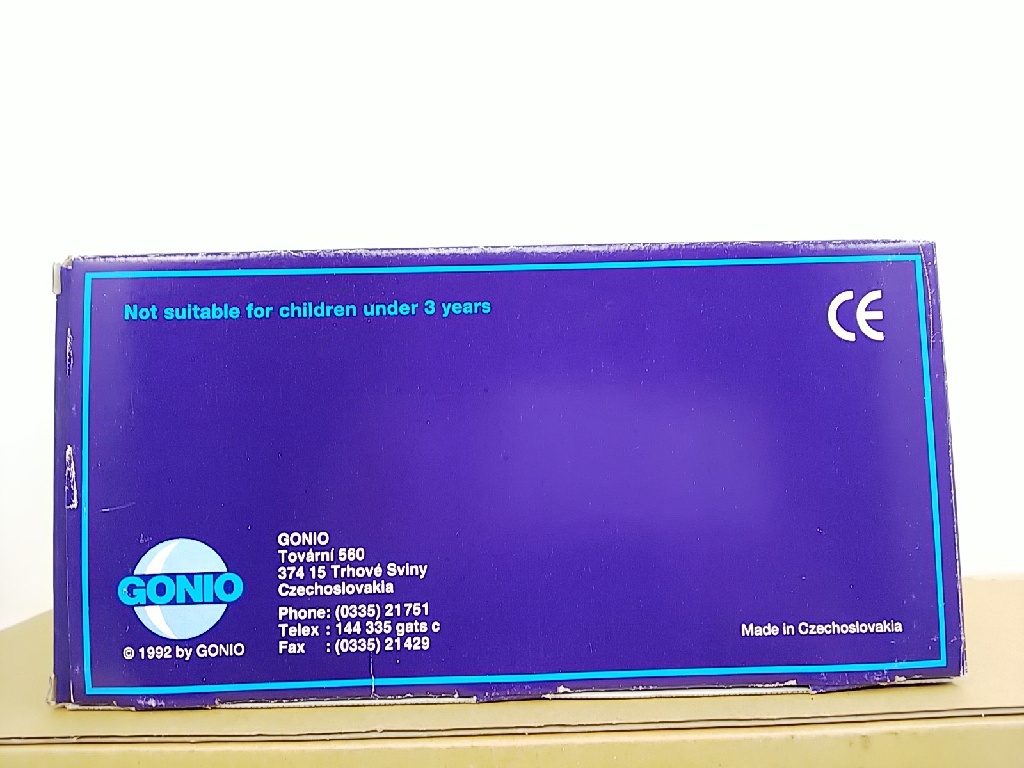 Not suitable for children under 3 years
CE
GONIO
© 1992 by GONIO
GONIO
Tovární 560
374 15 Trhové Sviny
Czechoslovakia
Phone: (0335) 21751
Telex : 144 335 gats c
Fax : (0335) 21429
Made in Czechoslovakia